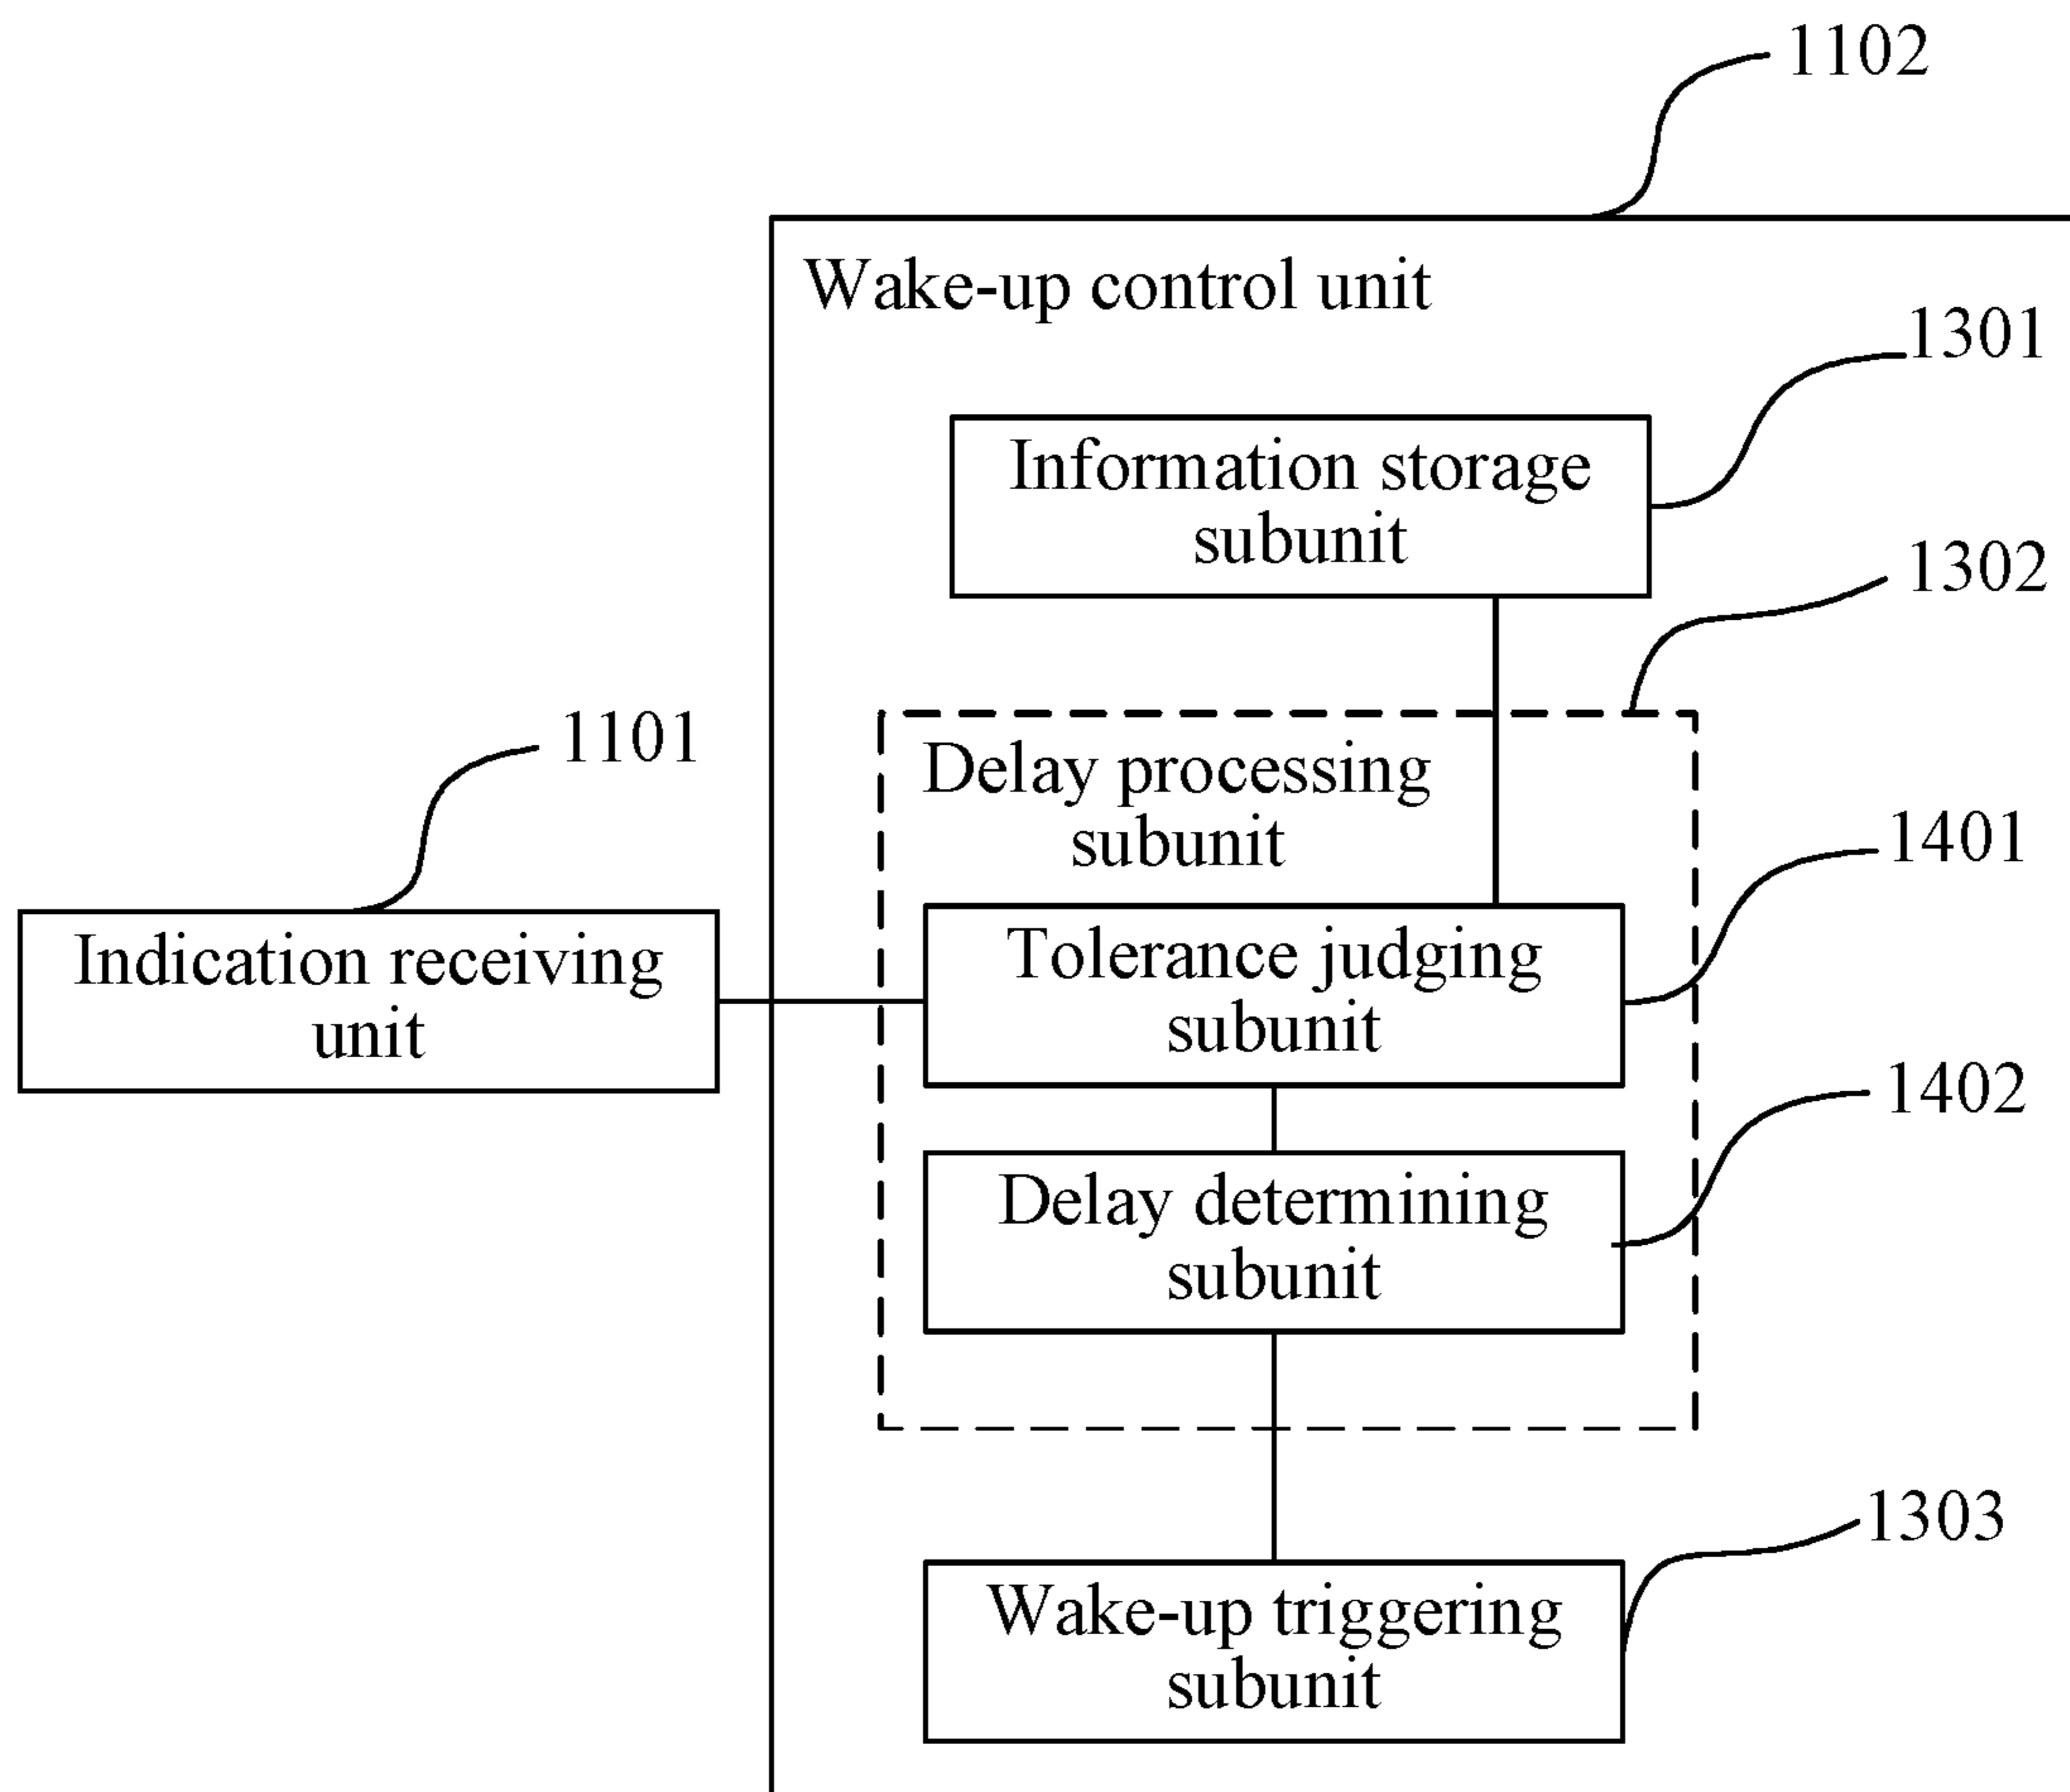 1102
Wake-up control unit
1301
Information storage
subunit
1302
1101
Delay processing
subunit
1401
Indication receiving
unit
Tolerance judging
subunit
1402
Delay determining
subunit
1303
Wake-up triggering
subunit